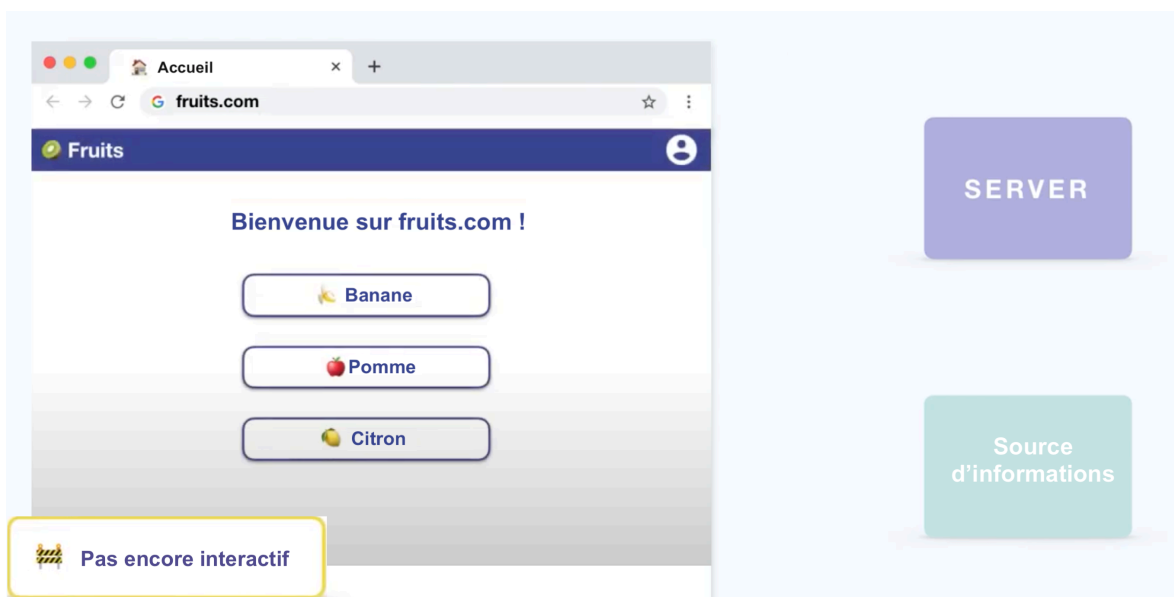 Accueil
fruits.com
Fruits
Bienvenue sur fruits.com !
Banane
Pomme
Citron
Pas encore interactif
SERVER
Source
d'informations